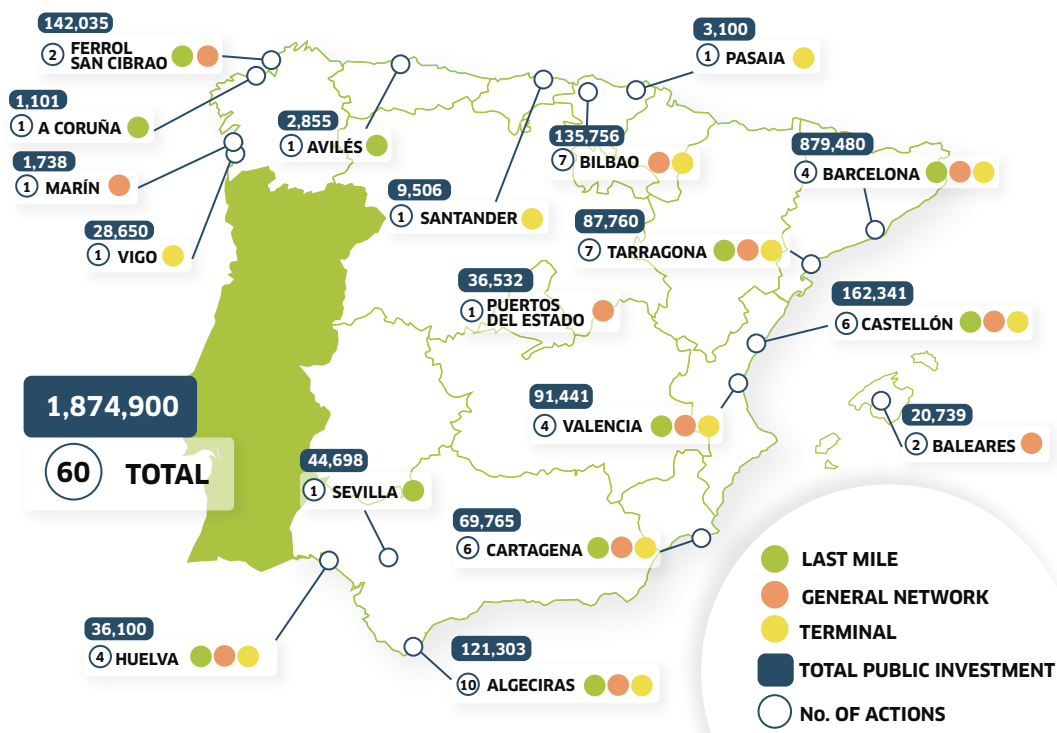 142,035
2 FERROL
SAN CIBRAO
3,100
1 PASAIA
1,101
1 A CORUÑA
2,855
1 AVILÉS
135,756
7 BILBAO
879,480
4 BARCELONA
1,738
1 MARÍN
9,506
1 SANTANDER
87,760
7 TARRAGONA
28,650
1 VIGO
36,532
1 PUERTOS
DEL ESTADO
162,341
6 CASTELLÓN
1,874,900
60 TOTAL
91,441
4 VALENCIA
20,739
2 BALEARES
44,698
1 SEVILLA
69,765
6 CARTAGENA
36,100
4 HUELVA
121,303
10 ALGECIRAS
LAST MILE
GENERAL NETWORK
TERMINAL
TOTAL PUBLIC INVESTMENT
No. OF ACTIONS